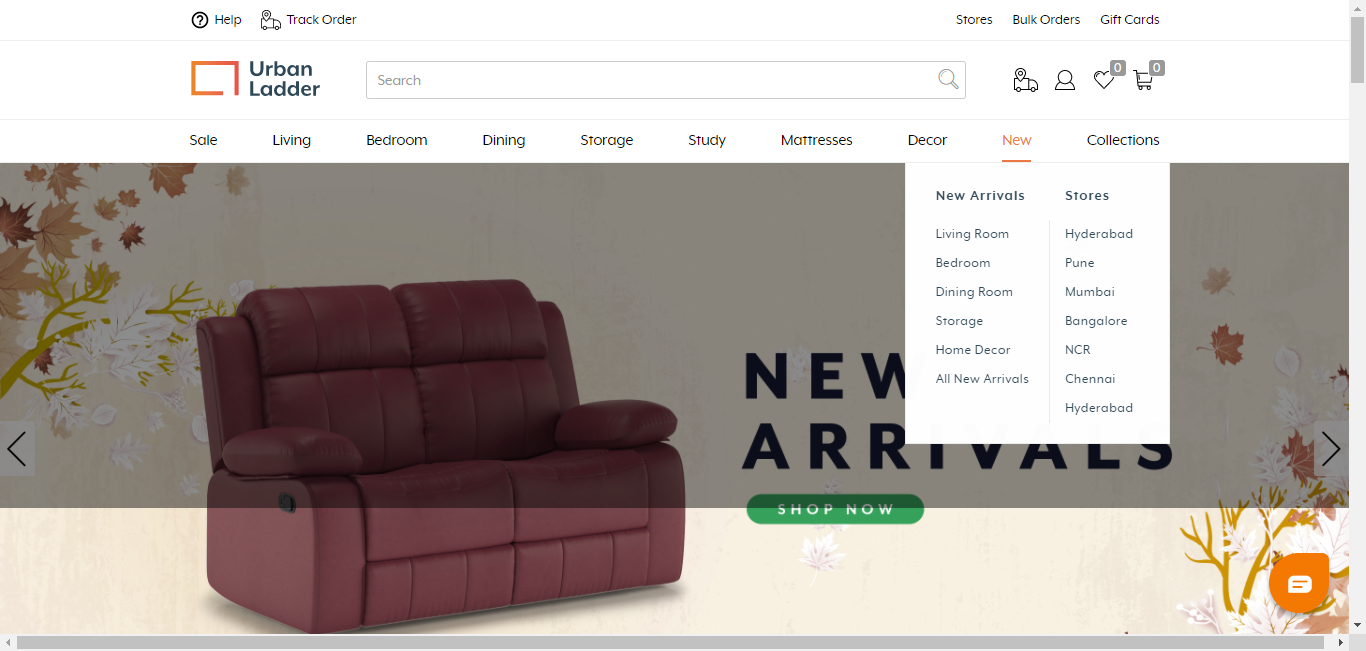 Help
Track Order
Stores
Bulk Orders
Gift Cards
Urban
Ladder
Search
0
0
Sale
Living
Bedroom
Dining
Storage
Study
Mattresses
Decor
New
Collections
New Arrivals
Living Room
Bedroom
Dining Room
Storage
Home Decor
All New Arrivals
Stores
Hyderabad
Pune
Mumbai
Bangalore
NCR
Chennai
Hyderabad
NEW
ARRIVALS
SHOP NOW